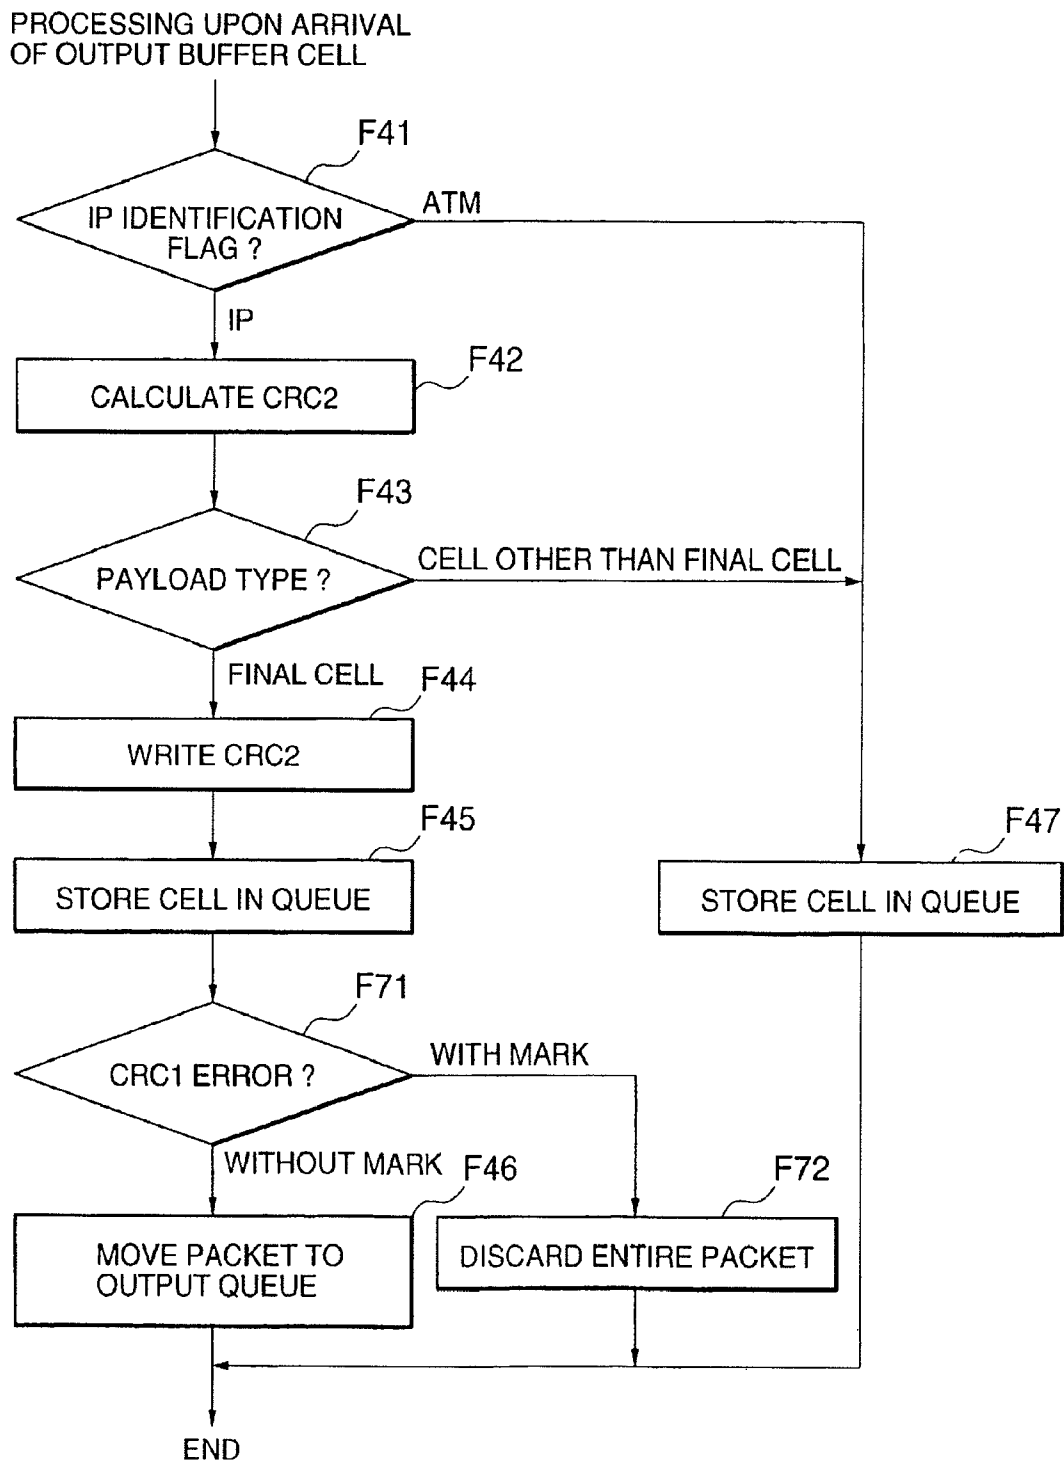 PROCESSING UPON ARRIVAL
OF OUTPUT BUFFER CELL
F41
IP IDENTIFICATION
FLAG ?
ATM
IP
F42
CALCULATE CRC2
F43
PAYLOAD TYPE ?
CELL OTHER THAN FINAL CELL
FINAL CELL
F44
WRITE CRC2
F45
STORE CELL IN QUEUE
F47
STORE CELL IN QUEUE
F71
CRC1 ERROR ?
WITH MARK
WITHOUT MARK
F46
MOVE PACKET TO
OUTPUT QUEUE
F72
DISCARD ENTIRE PACKET
END